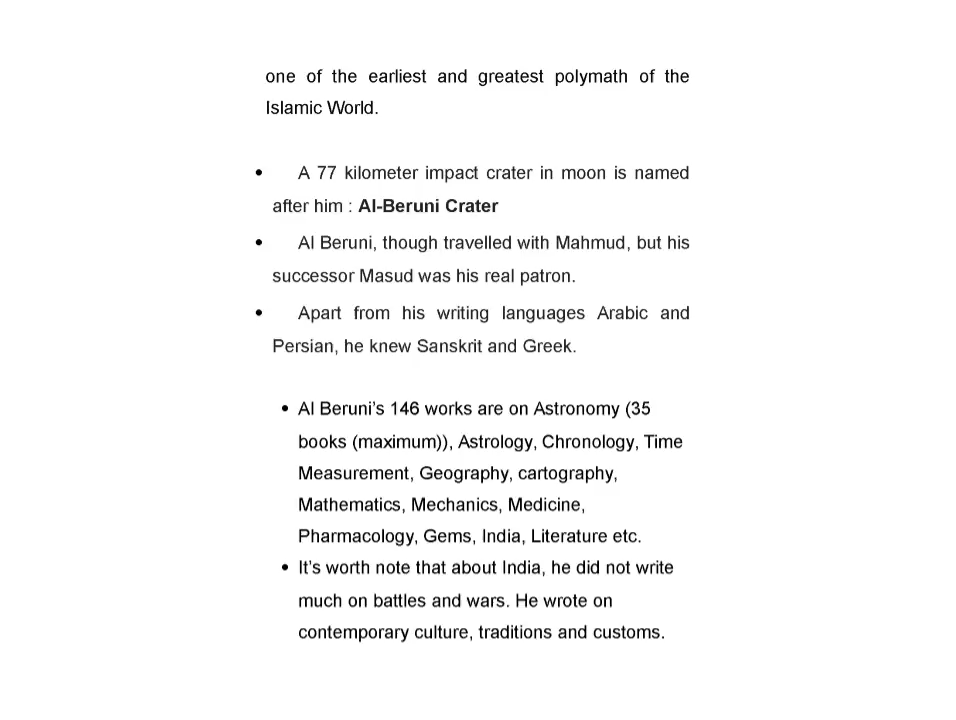 one of the earliest and greatest polymath of the
Islamic World.
• A 77 kilometer impact crater in moon is named
after him : Al-Beruni Crater
• Al Beruni, though travelled with Mahmud, but his
successor Masud was his real patron.
• Apart from his writing languages Arabic and
Persian, he knew Sanskrit and Greek.
• Al Beruni’s 146 works are on Astronomy (35
books (maximum)), Astrology, Chronology, Time
Measurement, Geography, cartography,
Mathematics, Mechanics, Medicine,
Pharmacology, Gems, India, Literature etc.
• It’s worth note that about India, he did not write
much on battles and wars. He wrote on
contemporary culture, traditions and customs.